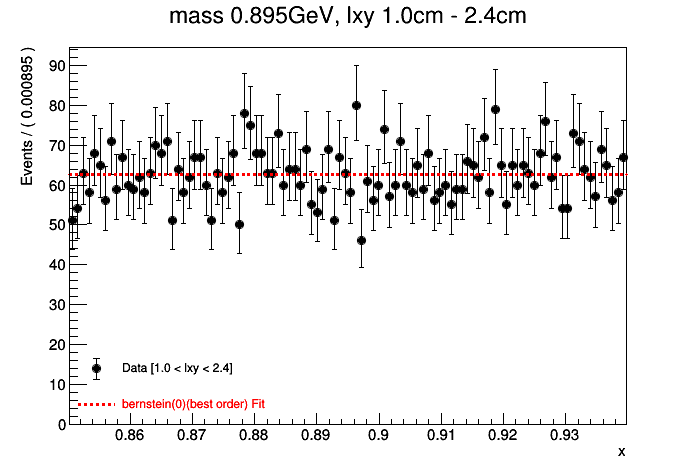 mass 0.895GeV, lxy 1.0cm - 2.4cm
Events / ( 0.000895 )
90
80
70
60
50
40
30
20
10
0
Data [1.0 < lxy < 2.4]
bernstein(0)(best order) Fit
0.86 0.87 0.88 0.89 0.9 0.91 0.92 0.93
x